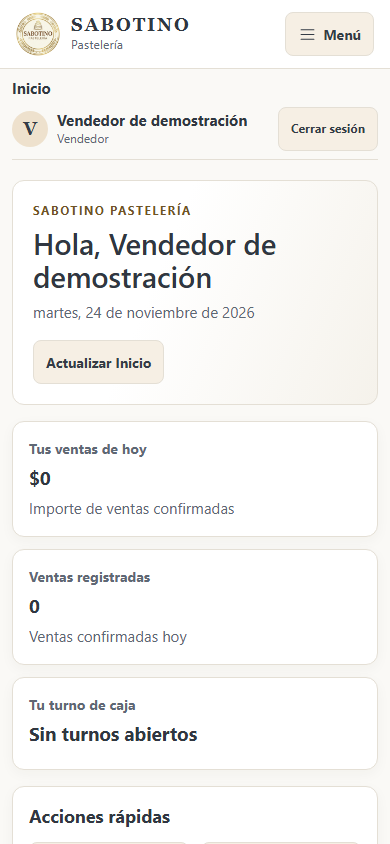 SABOTINO
PASTELERÍA
SABOTINO
Pastelería
Menú
Inicio
V
Vendedor de demostración
Vendedor
Cerrar sesión
SABOTINO PASTELERÍA
Hola, Vendedor de
demostración
martes, 24 de noviembre de 2026
Actualizar Inicio
Tus ventas de hoy
$0
Importe de ventas confirmadas
Ventas registradas
0
Ventas confirmadas hoy
Tu turno de caja
Sin turnos abiertos
Acciones rápidas